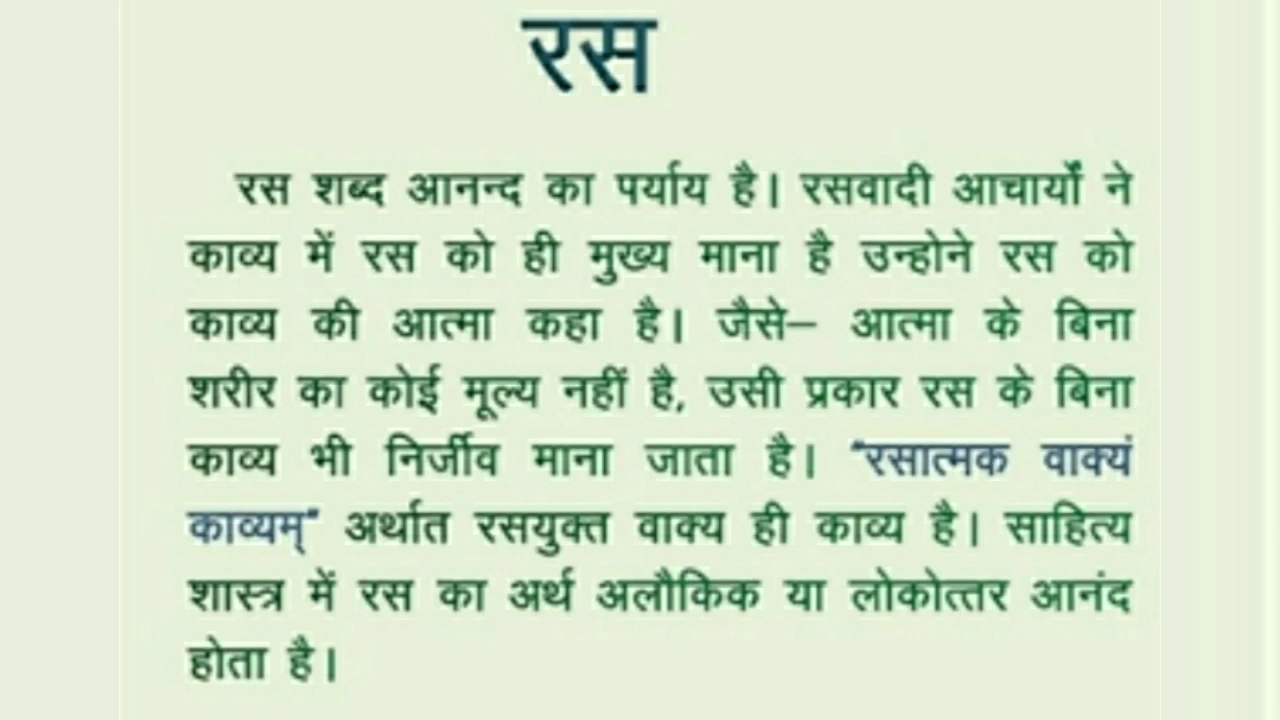 रस
रस शब्द आनन्द का पर्याय है। रसवादी आचार्यों ने
काव्य में रस को ही मुख्य माना है उन्होने रस को
काव्य की आत्मा कहा है। जैसे– आत्मा के बिना
शरीर का कोई मूल्य नहीं है, उसी प्रकार रस के बिना
काव्य भी निर्जीव माना जाता है। "रसात्मक वाक्यं
काव्यम्" अर्थात रसयुक्त वाक्य ही काव्य है। साहित्य
शास्त्र में रस का अर्थ अलौकिक या लोकोत्तर आनंद
होता है।